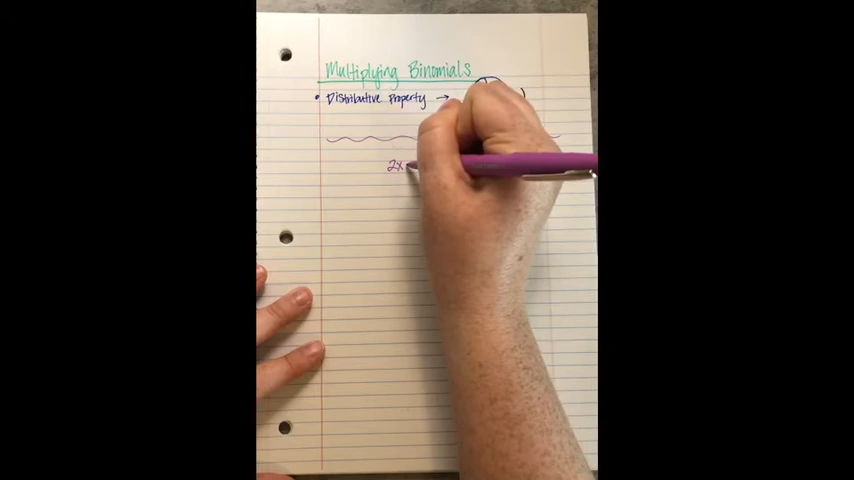 Multiplying Binomials
• Distributive Property →
2x